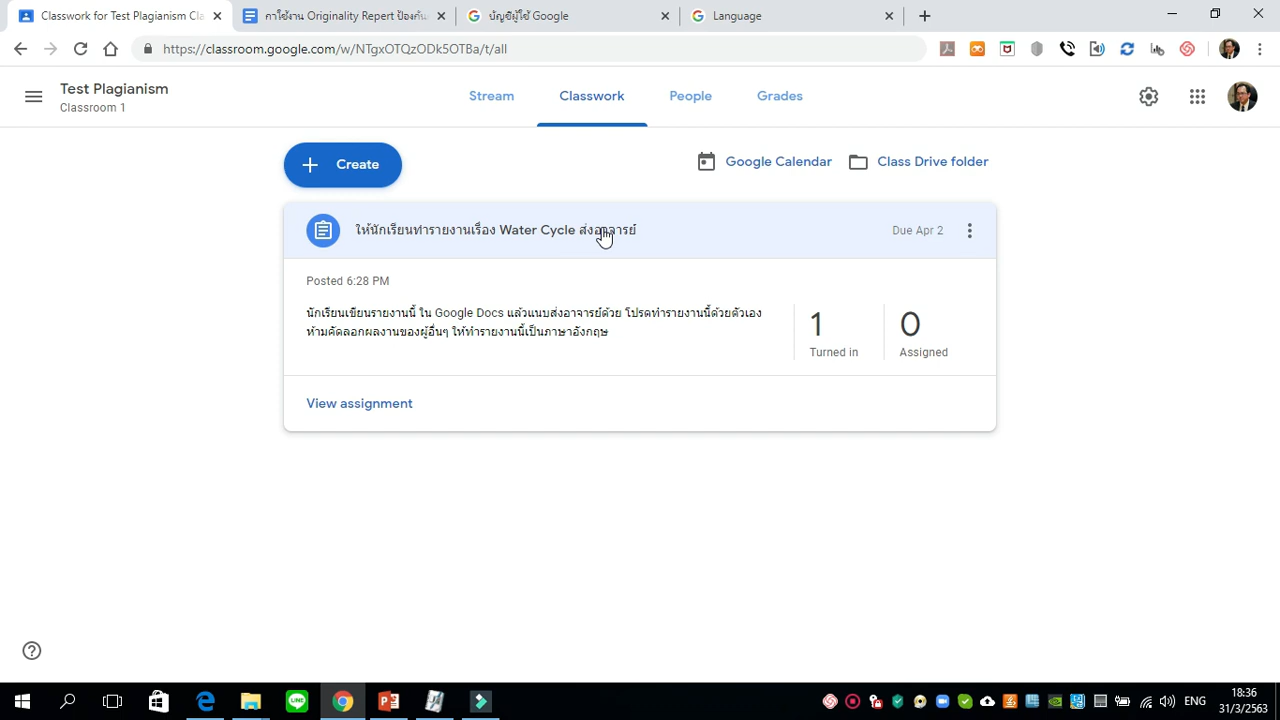 Classroom for Test Plagianism Cla
กาใช้งาน Originality Repert ป้องกัน
บัญชีผู้ใช้ Google
Language
https://classroom.google.com/w/NTgxOTQzODk5OTBa/t/all
Test Plagianism
Classroom 1
Stream
Classwork
People
Grades
Create
Google Calendar
Class Drive folder
ให้นักเรียนทำรายงานเรื่อง Water Cycle ส่งอาจารย์
Due Apr 2
Posted 6:28 PM
นักเรียนเขียนรายงานนี้ ใน Google Docs แล้วแนบส่งอาจารย์ด้วย โปรดทำรายงานนี้ด้วยตัวเอง
ห้ามคัดลอกผลงานของผู้อื่นๆ ให้ทำรายงานนี้เป็นภาษาอังกฤษ
1
Turned in
0
Assigned
View assignment
ENG
18:36
31/3/2563